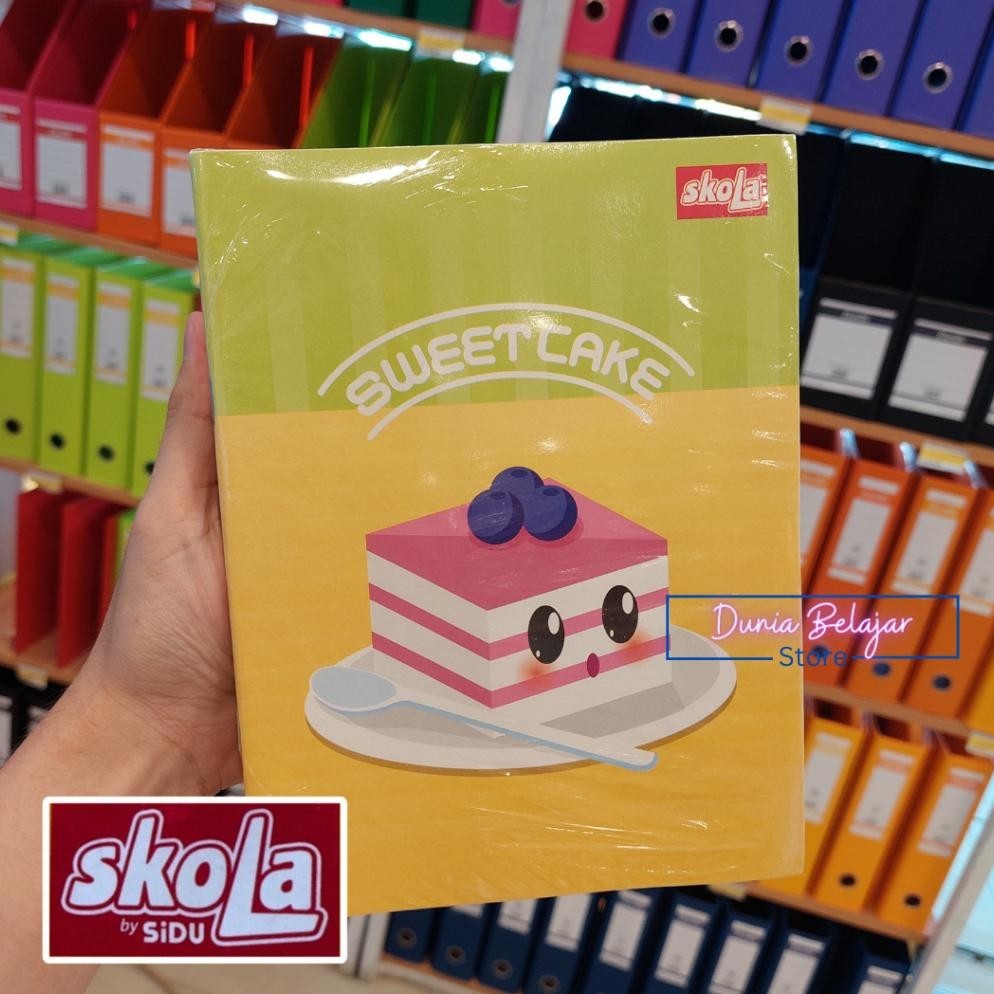 skoLa
SWEETCAKE
Dunia Belajar
Store
skoLa
by SiDU